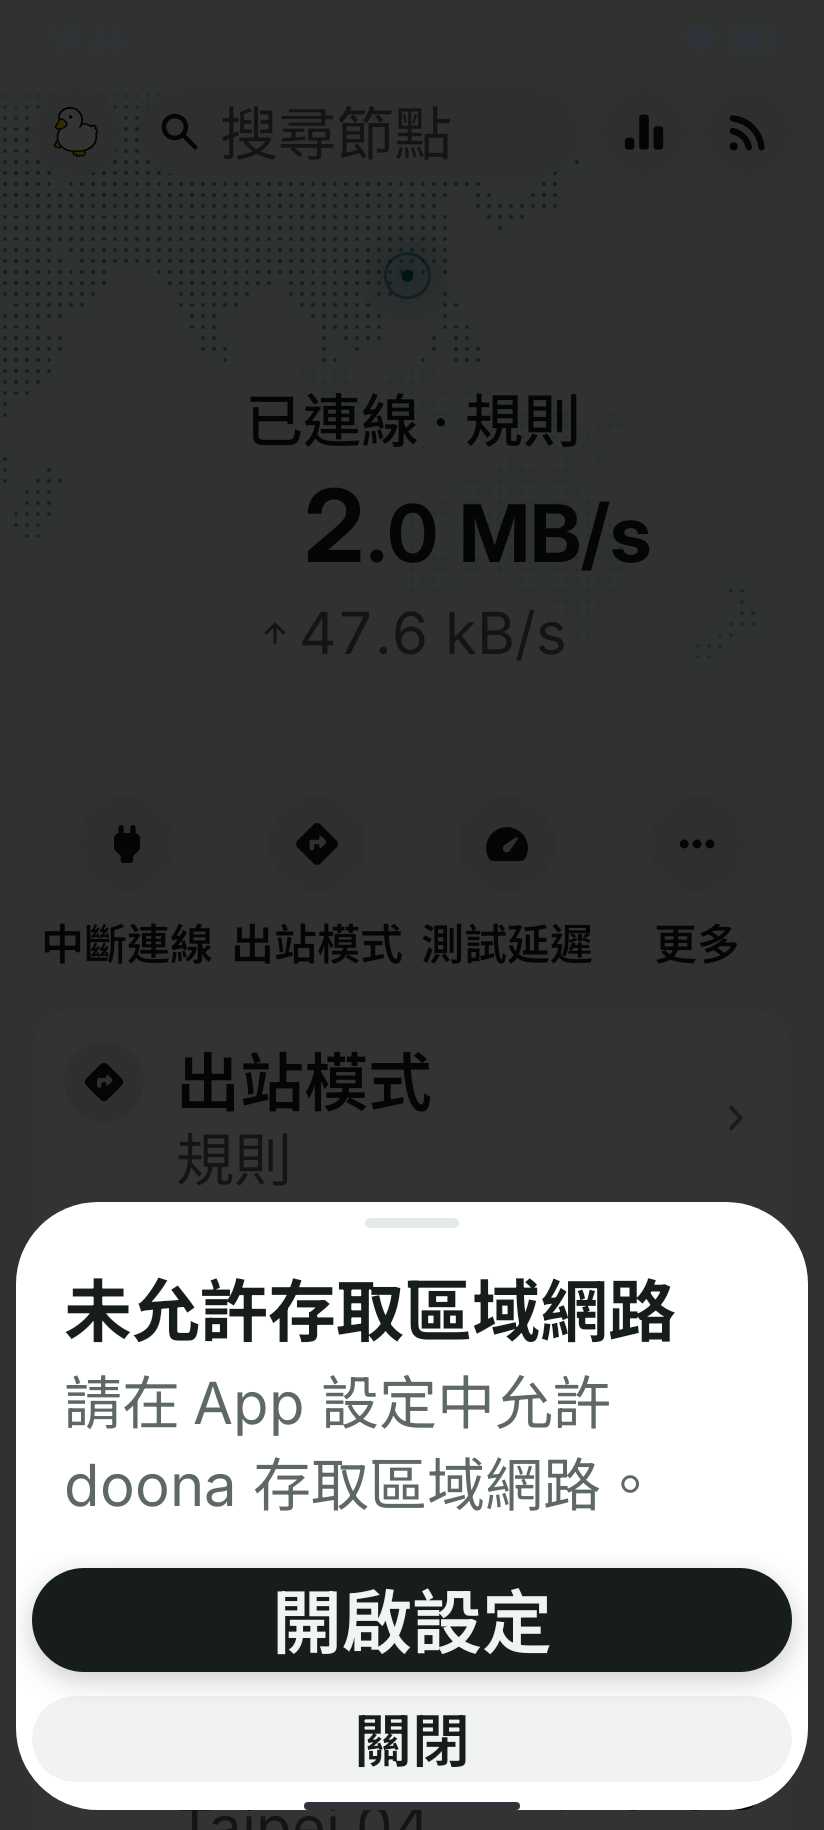 搜尋節點
已連線 · 規則
2.0 MB/s
↑ 47.6 kB/s
中斷連線 出站模式 測試延遲 更多
出站模式
規則
未允許存取區域網路
請在 App 設定中允許
doona 存取區域網路。
開啟設定
關閉
Taipei 04